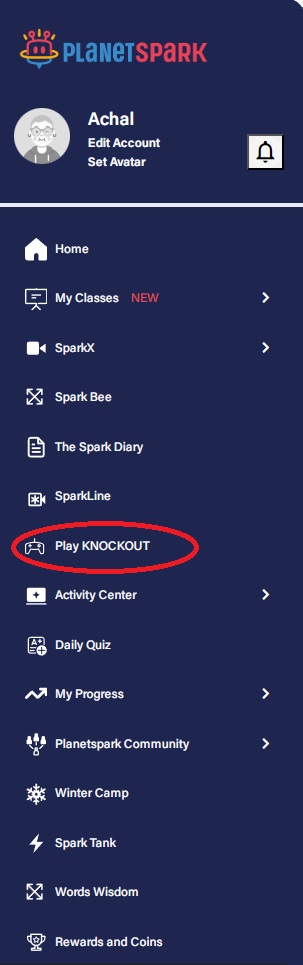 PLANETSPARK
Achal
Edit Account
Set Avatar
Home
My Classes NEW
SparkX
Spark Bee
The Spark Diary
SparkLine
Play KNOCKOUT
Activity Center
Daily Quiz
My Progress
Planetspark Community
Winter Camp
Spark Tank
Words Wisdom
Rewards and Coins